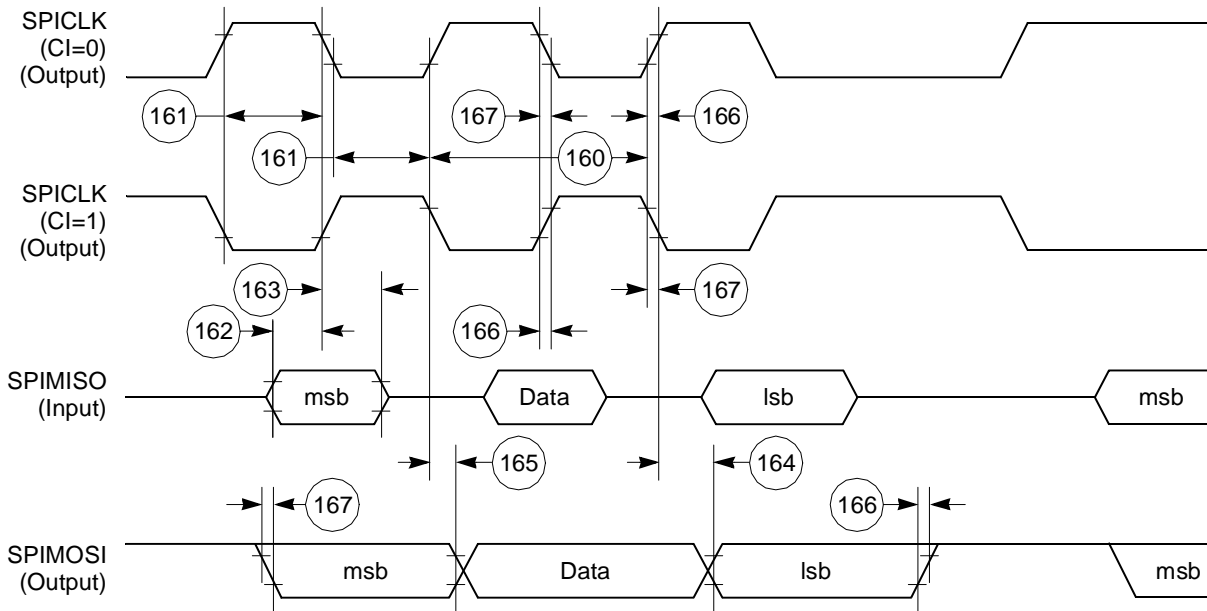 SPICLK
(CI=0)
(Output)
161
167
166
161
160
SPICLK
(CI=1)
(Output)
163
167
162
166
SPIMISO
(Input)
msb
Data
lsb
msb
165
164
167
166
SPIMOSI
(Output)
msb
Data
lsb
msb